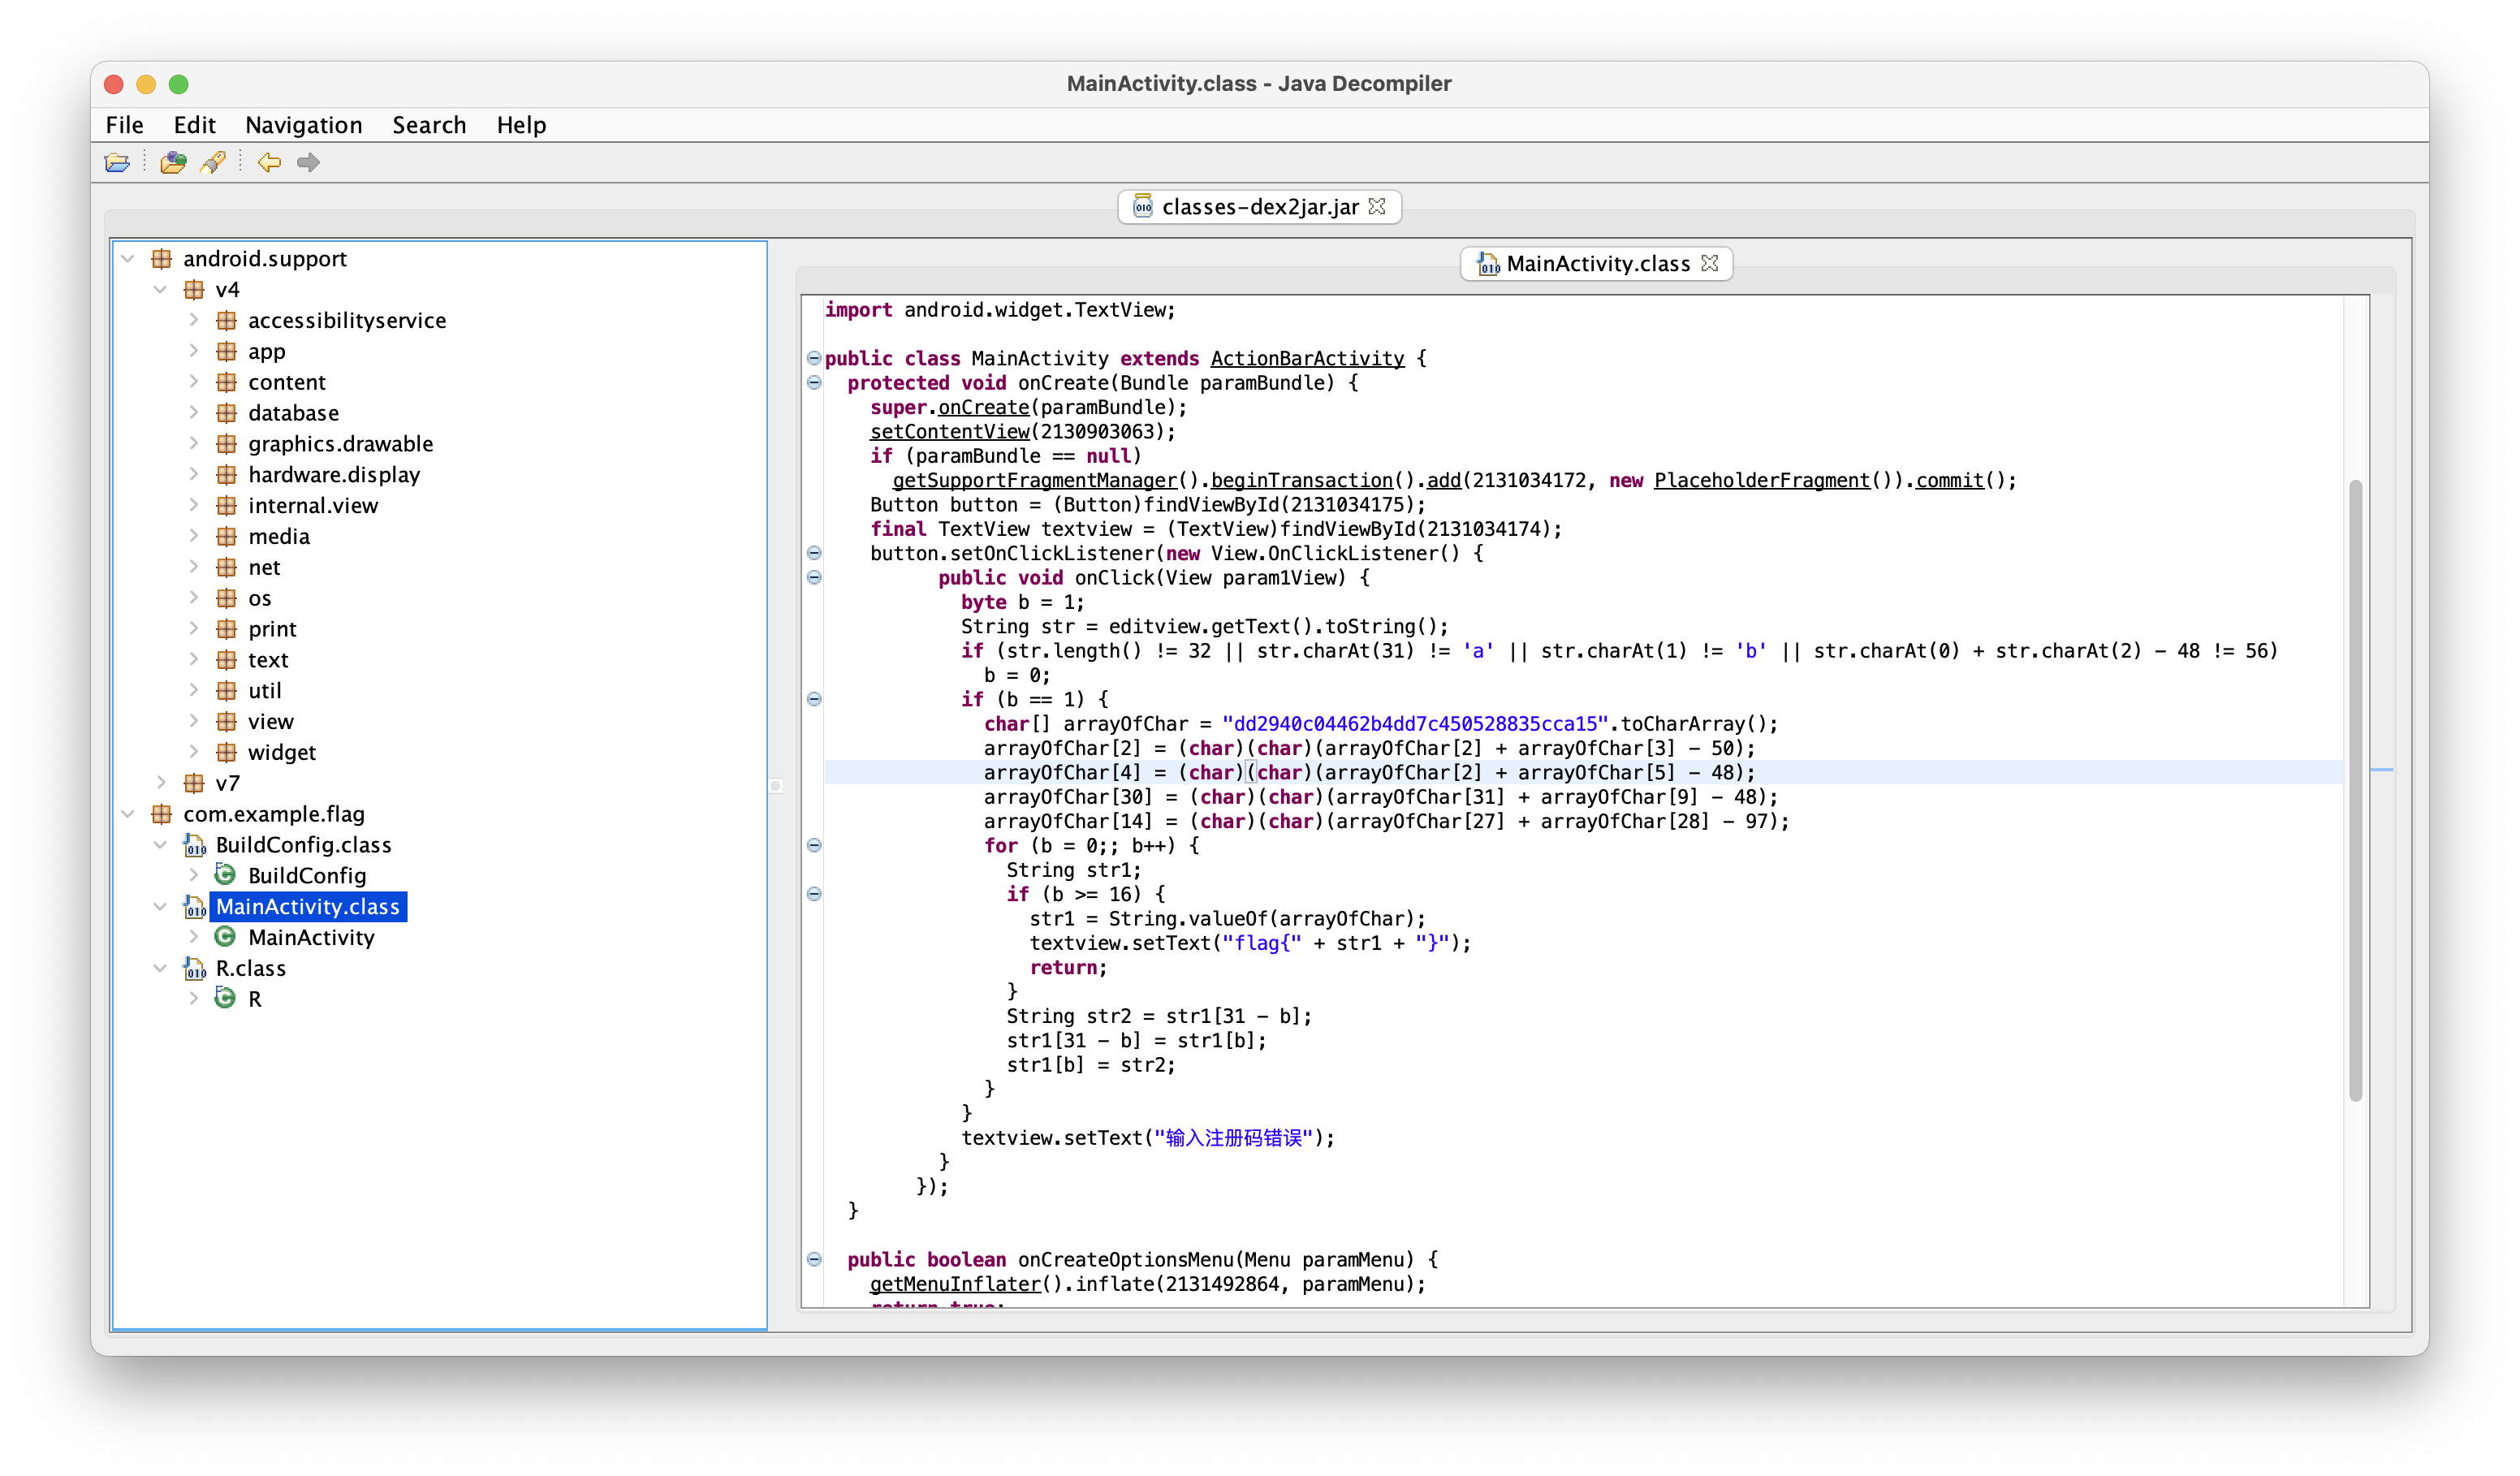 MainActivity.class - Java Decompiler
File Edit Navigation Search Help
classes-dex2jar.jar
android.support
v4
accessibilityservice
app
content
database
graphics.drawable
hardware.display
internal.view
media
net
os
print
text
util
view
widget
v7
com.example.flag
BuildConfig.class
BuildConfig
MainActivity.class
MainActivity
R.class
R
MainActivity.class
import android.widget.TextView;
public class MainActivity extends ActionBarActivity {
protected void onCreate(Bundle paramBundle) {
super.onCreate(paramBundle);
setContentView(2130903063);
if (paramBundle == null)
getSupportFragmentManager().beginTransaction().add(2131034172, new PlaceholderFragment()).commit();
Button button = (Button)findViewById(2131034175);
final TextView textview = (TextView)findViewById(2131034174);
button.setOnClickListener(new View.OnClickListener() {
public void onClick(View param1View) {
byte b = 1;
String str = editview.getText().toString();
if (str.length() != 32 || str.charAt(31) != 'a' || str.charAt(1) != 'b' || str.charAt(0) + str.charAt(2) - 48 != 56)
b = 0;
if (b == 1) {
char[] arrayOfChar = "dd2940c04462b4dd7c450528835cca15".toCharArray();
arrayOfChar[2] = (char)(char)(arrayOfChar[2] + arrayOfChar[3] - 50);
arrayOfChar[4] = (char)(char)(arrayOfChar[2] + arrayOfChar[5] - 48);
arrayOfChar[30] = (char)(char)(arrayOfChar[31] + arrayOfChar[9] - 48);
arrayOfChar[14] = (char)(char)(arrayOfChar[27] + arrayOfChar[28] - 97);
for (b = 0;; b++) {
String str1;
if (b >= 16) {
str1 = String.valueOf(arrayOfChar);
textview.setText("flag{" + str1 + "}");
return;
}
String str2 = str1[31 - b];
str1[31 - b] = str1[b];
str1[b] = str2;
}
}
textview.setText("输入注册码错误");
}
});
}
public boolean onCreateOptionsMenu(Menu paramMenu) {
getMenuInflater().inflate(2131492864, paramMenu);
return true;